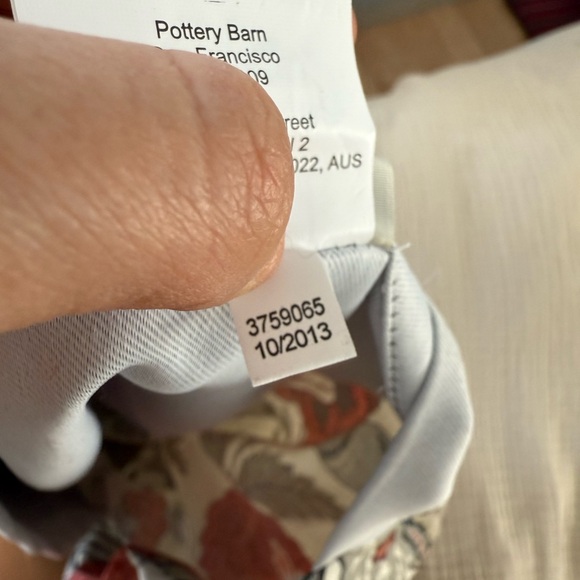 Pottery Barn
Francisco
09
reet
2
022, AUS
3759065
10/2013